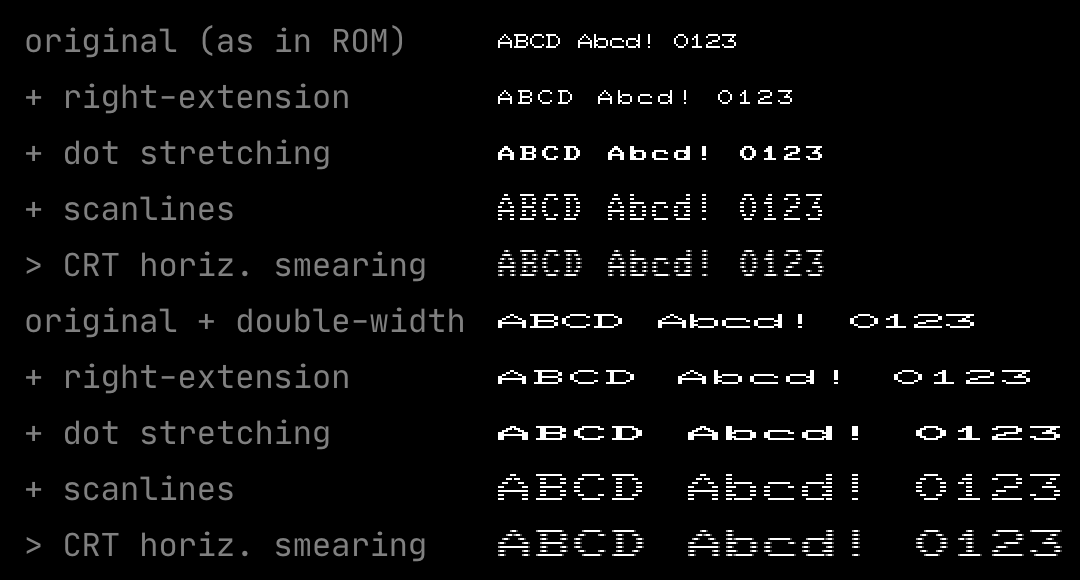 original (as in ROM) ABCD Abcd! 0123
+ right-extension ABCD Abcd! 0123
+ dot stretching ABCD Abcd! 0123
+ scanlines ABCD Abcd! 0123
> CRT horiz. smearing ABCD Abcd! 0123
original + double-width ABCD Abcd! 0123
+ right-extension ABCD Abcd! 0123
+ dot stretching ABCD Abcd! 0123
+ scanlines ABCD Abcd! 0123
> CRT horiz. smearing ABCD Abcd! 0123